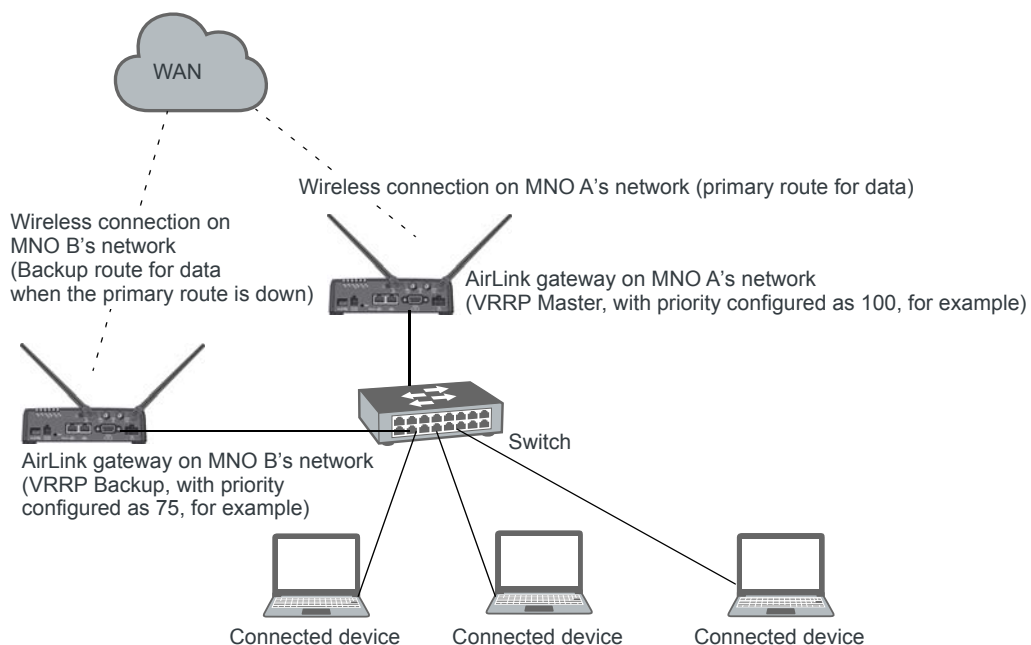 WAN
Wireless connection on MNO A's network (primary route for data)
Wireless connection on
MNO B's network
(Backup route for data
when the primary route is down)
AirLink gateway on MNO A's network
(VRRP Master, with priority configured as 100, for example)
Switch
AirLink gateway on MNO B's network
(VRRP Backup, with priority
configured as 75, for example)
Connected device
Connected device
Connected device